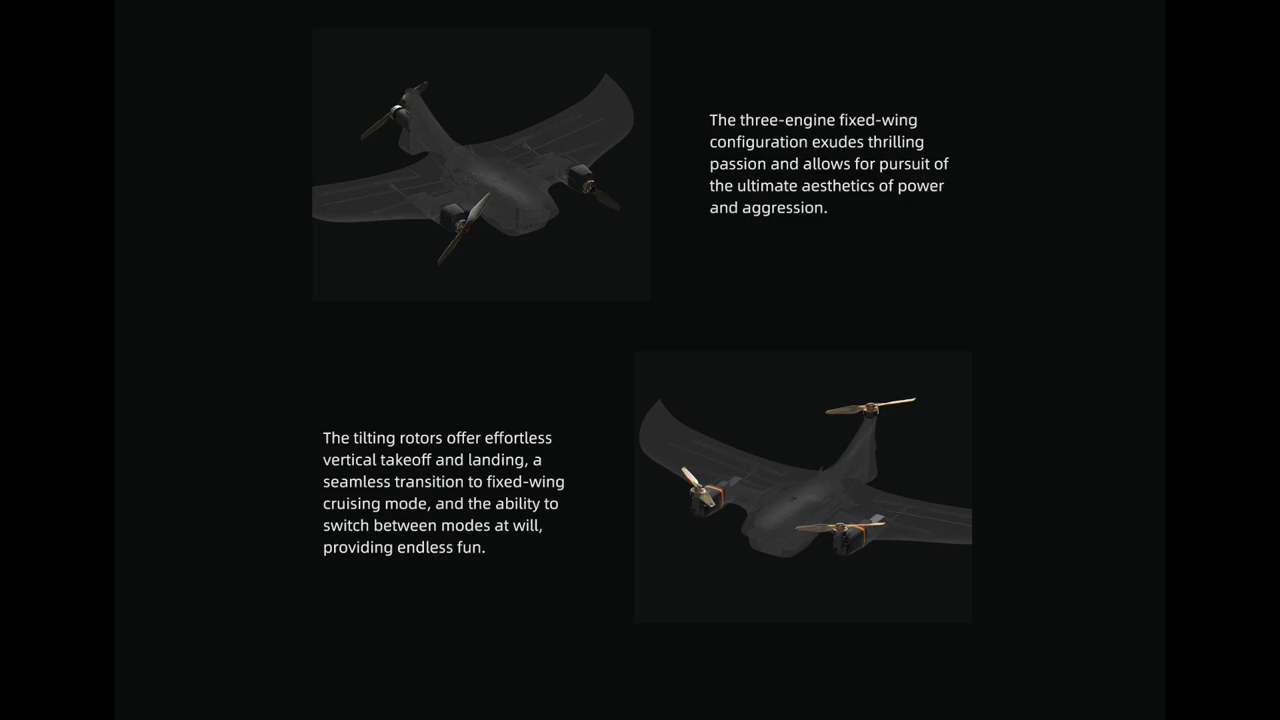 The three-engine fixed-wing
configuration exudes thrilling
passion and allows for pursuit of
the ultimate aesthetics of power
and aggression.
The tilting rotors offer effortless
vertical takeoff and landing, a
seamless transition to fixed-wing
cruising mode, and the ability to
switch between modes at will,
providing endless fun.